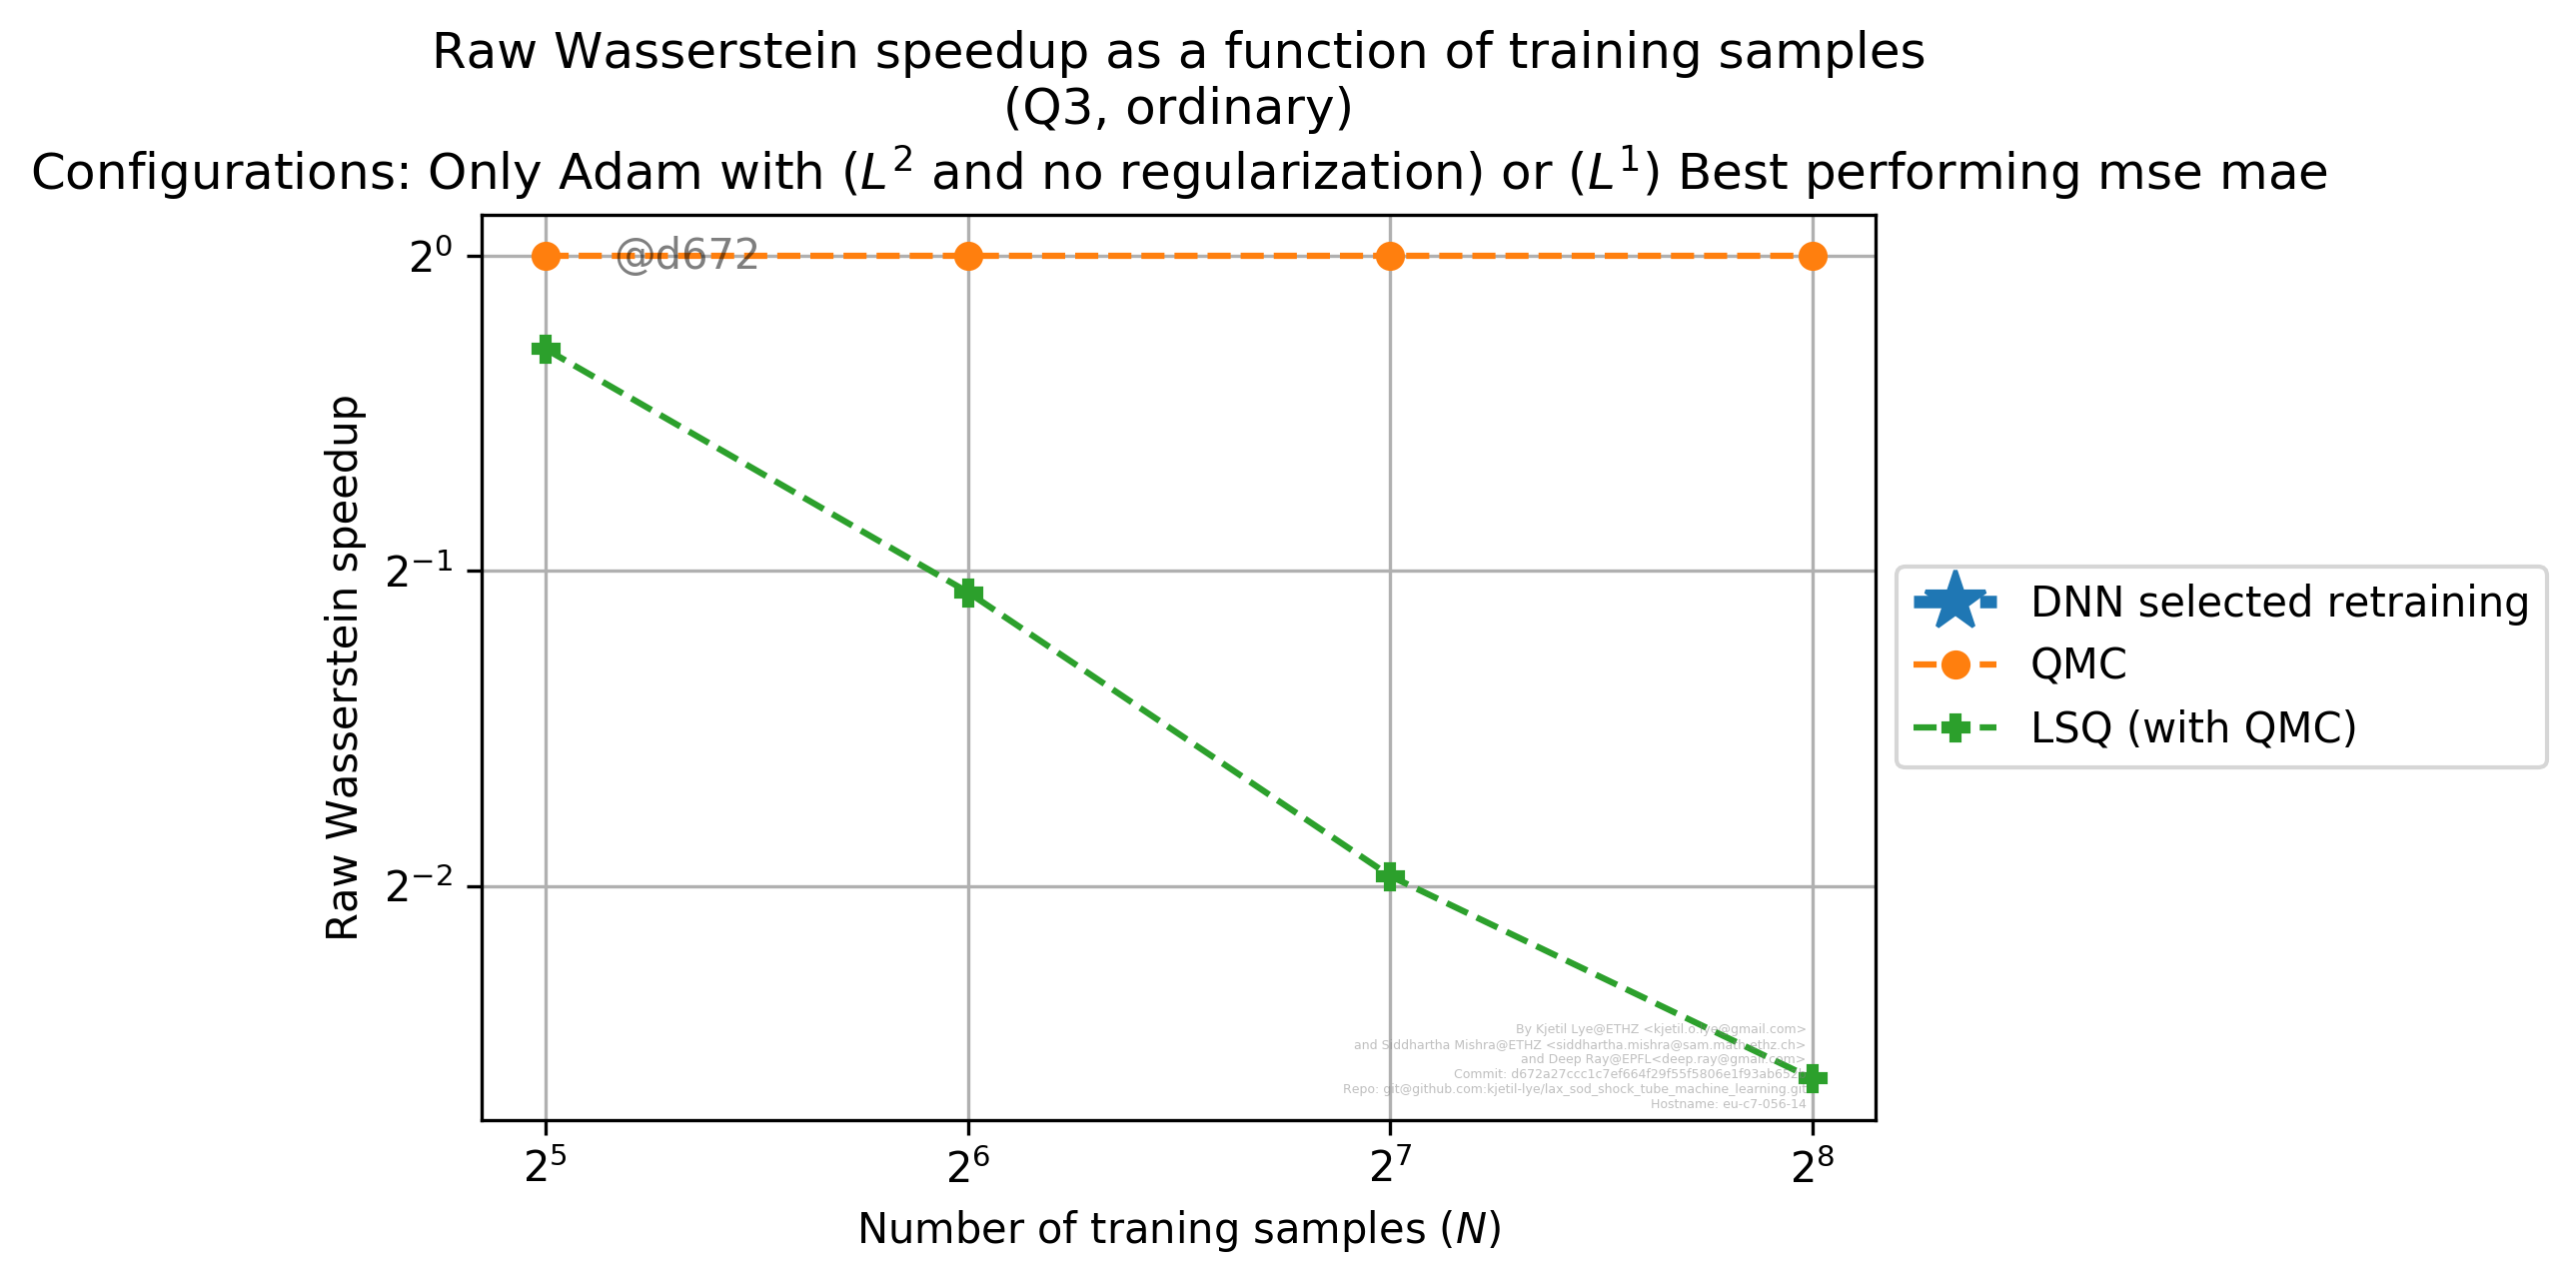 Raw Wasserstein speedup as a function of training samples
(Q3, ordinary)
Configurations: Only Adam with (L² and no regularization) or (L¹) Best performing mse mae
2⁰
@d672
2⁻¹
2⁻²
Raw Wasserstein speedup
DNN selected retraining
QMC
LSQ (with QMC)
By Kjetil Lye@ETHZ <kjetil.o.lye@gmail.com>
and Siddhartha Mishra@ETHZ <siddhartha.mishra@sam.math.ethz.ch>
and Deep Ray@EPFL<deep.ray@gmail.com>
Commit:
Repo: git@github.com:kjetil-lye/lax_sod_shock_tube_machine_learning.git
Hostname: eu-c7-056-14
2⁵
2⁶
2⁷
2⁸
Number of traning samples (N)